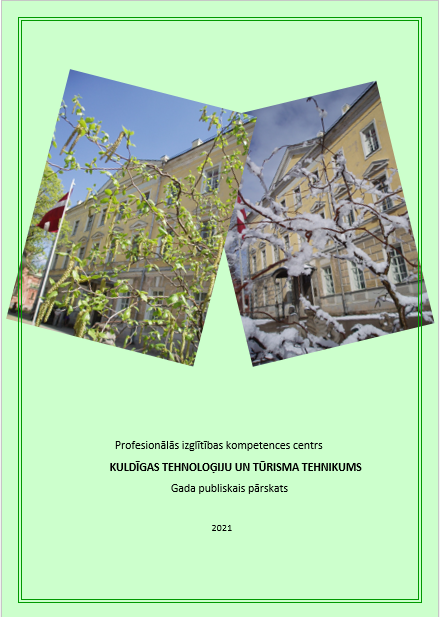 Profesionālās izglītības kompetences centrs
KULDĪGAS TEHNOLOĢIJU UN TŪRISMA TEHNIKUMS
Gada publiskais pārskats
2021